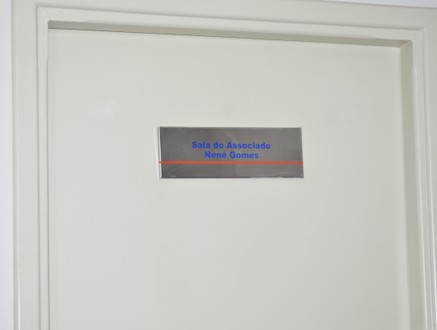 Sala do Associado
Nenê Gomes